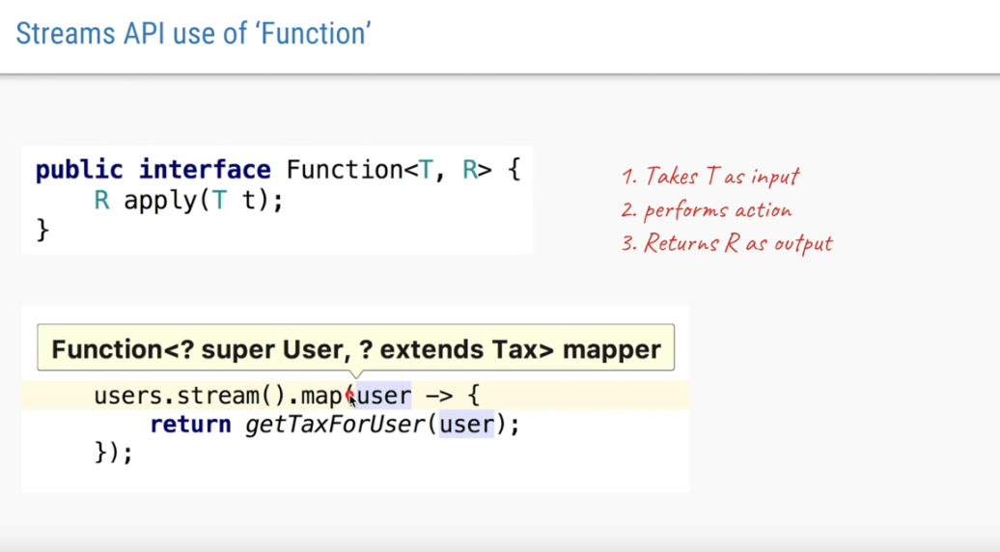 Streams API use of ‘Function’
public interface Function<T, R> {
    R apply(T t);
}
1. Takes T as input
2. performs action
3. Returns R as output
Function<? super User, ? extends Tax> mapper
users.stream().map(user -> {
    return getTaxForUser(user);
});